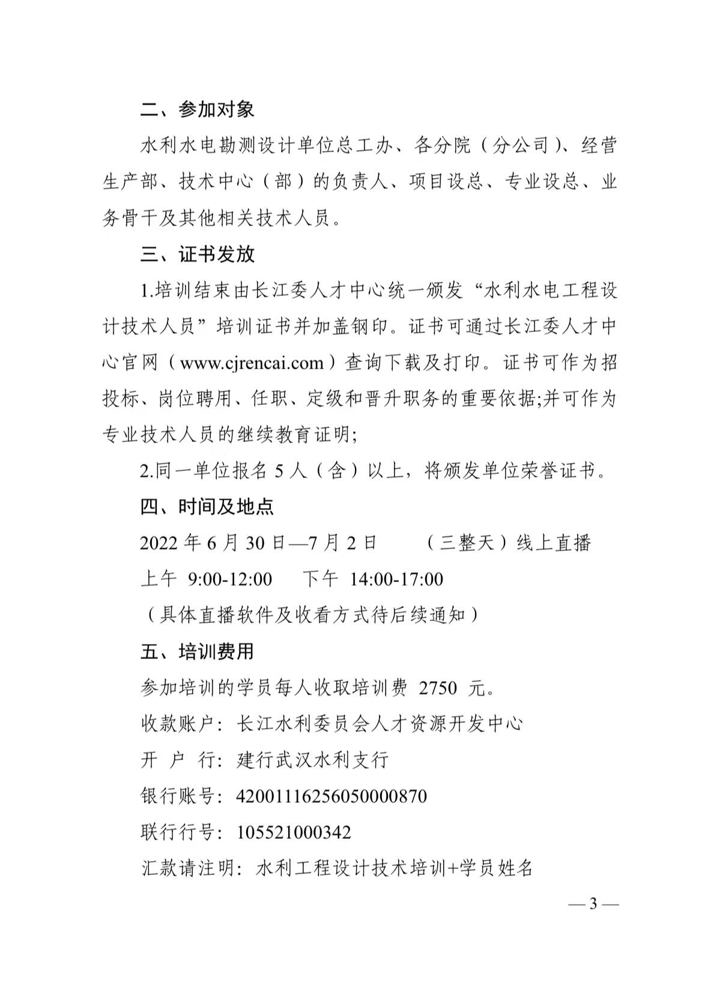 二、参加对象
水利水电勘测设计单位总工办、各分院（分公司）、经营
生产部、技术中心（部）的负责人、项目设总、专业设总、业
务骨干及其他相关技术人员。
三、证书发放
1.培训结束由长江委人才中心统一颁发“水利水电工程设
计技术人员”培训证书并加盖钢印。证书可通过长江委人才中
心官网（www.cjrencai.com）查询下载及打印。证书可作为招
投标、岗位聘用、任职、定级和晋升职务的重要依据;并可作为
专业技术人员的继续教育证明;
2.同一单位报名 5 人（含）以上，将颁发单位荣誉证书。
四、时间及地点
2022 年 6 月 30 日—7 月 2 日 （三整天）线上直播
上午 9:00-12:00 下午 14:00-17:00
（具体直播软件及收看方式待后续通知）
五、培训费用
参加培训的学员每人收取培训费 2750 元。
收款账户：长江水利委员会人才资源开发中心
开 户 行：建行武汉水利支行
银行账号：42001116256050000870
联行行号：105521000342
汇款请注明：水利工程设计技术培训+学员姓名
— 3 —